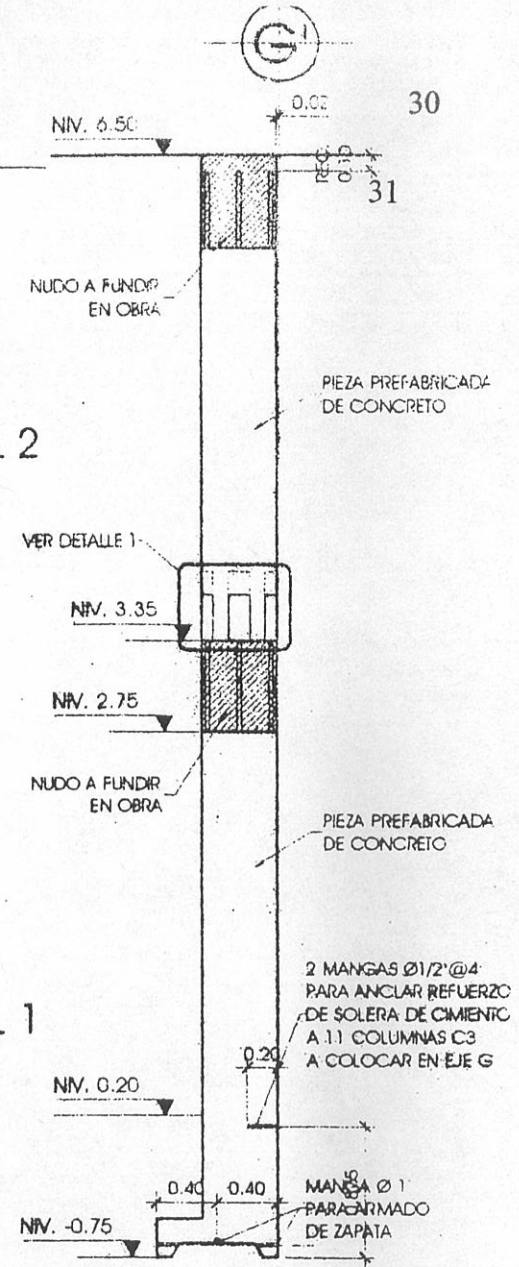 G
0.02
30
NIV. 6.50
REC.
0.10
31
NUDO A FUNDIR
EN OBRA
PIEZA PREFABRICADA
DE CONCRETO
2
VER DETALLE 1
NIV. 3.35
NIV. 2.75
NUDO A FUNDIR
EN OBRA
PIEZA PREFABRICADA
DE CONCRETO
2 MANGAS Ø1/2"@4
PARA ANCLAR REFUERZO
DE SOLERA DE CIMIENTO
A 11 COLUMNAS C3
A COLOCAR EN EJE G
1
0.20
NIV. 0.20
0.40
0.40
MANGA Ø 1
PARA ARMADO
DE ZAPATA
NIV. -0.75